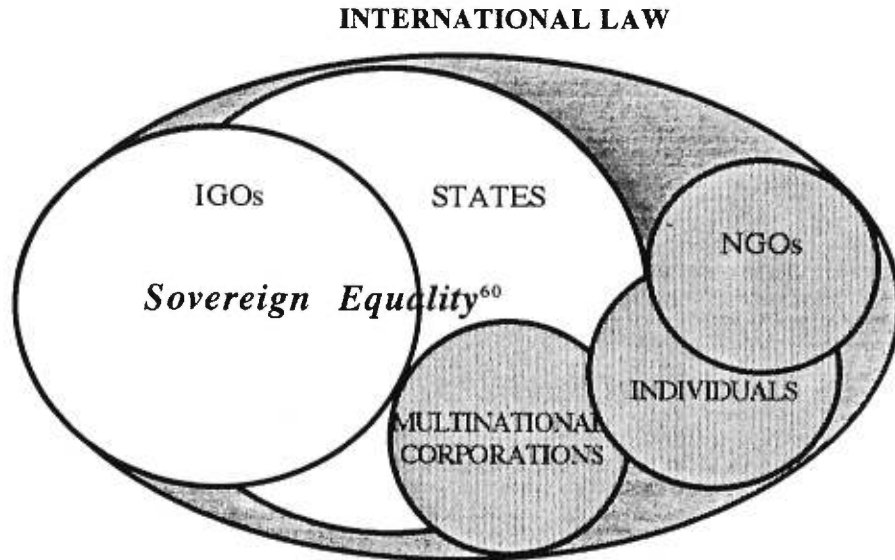 INTERNATIONAL LAW
IGOs
STATES
NGOs
Sovereign Equality⁶⁰
INDIVIDUALS
MULTINATIONAL
CORPORATIONS